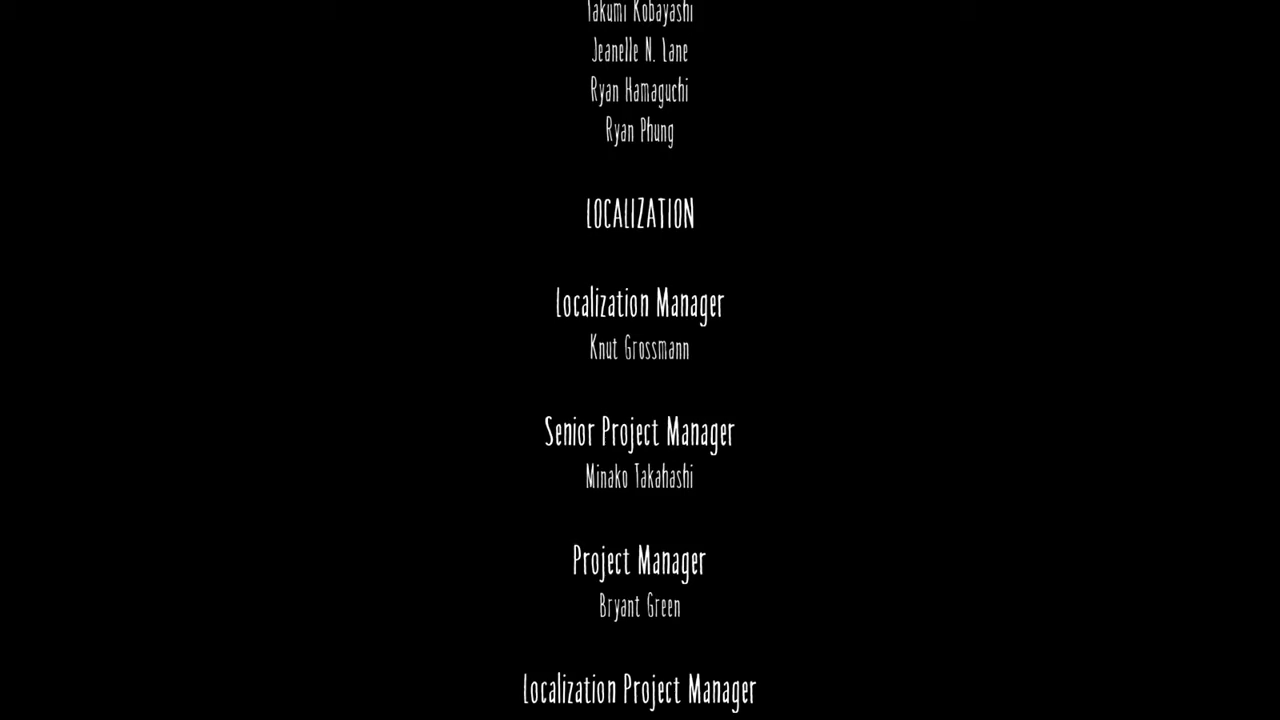 Takumi Kobayashi
Jeanelle N. Lane
Ryan Hamaguchi
Ryan Phung
LOCALIZATION
Localization Manager
Knut Grossmann
Senior Project Manager
Minako Takahashi
Project Manager
Bryant Green
Localization Project Manager